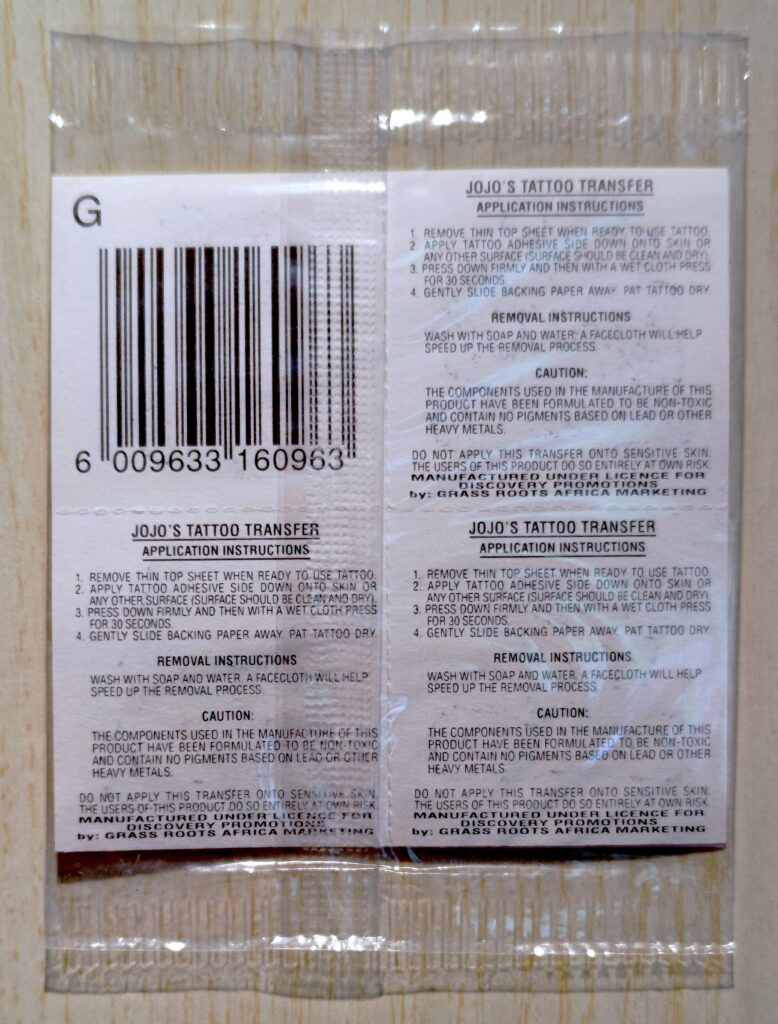 G
6 009633 160963
JOJO'S TATTOO TRANSFER
APPLICATION INSTRUCTIONS
1. REMOVE THIN TOP SHEET WHEN READY TO USE TATTOO.
2. APPLY TATTOO ADHESIVE SIDE DOWN ONTO SKIN OR
ANY OTHER SURFACE (SURFACE SHOULD BE CLEAN AND DRY).
3. PRESS DOWN FIRMLY AND THEN WITH A WET CLOTH PRESS
FOR 30 SECONDS.
4. GENTLY SLIDE BACKING PAPER AWAY. PAT TATTOO DRY.
REMOVAL INSTRUCTIONS
WASH WITH SOAP AND WATER. A FACECLOTH WILL HELP
SPEED UP THE REMOVAL PROCESS.
CAUTION:
THE COMPONENTS USED IN THE MANUFACTURE OF THIS
PRODUCT HAVE BEEN FORMULATED TO BE NON-TOXIC
AND CONTAIN NO PIGMENTS BASED ON LEAD OR OTHER
HEAVY METALS.
DO NOT APPLY THIS TRANSFER ONTO SENSITIVE SKIN.
THE USERS OF THIS PRODUCT DO SO ENTIRELY AT OWN RISK.
MANUFACTURED UNDER LICENCE FOR
DISCOVERY PROMOTIONS
by: GRASS ROOTS AFRICA MARKETING
JOJO'S TATTOO TRANSFER
APPLICATION INSTRUCTIONS
1. REMOVE THIN TOP SHEET WHEN READY TO USE TATTOO.
2. APPLY TATTOO ADHESIVE SIDE DOWN ONTO SKIN OR
ANY OTHER SURFACE (SURFACE SHOULD BE CLEAN AND DRY).
3. PRESS DOWN FIRMLY AND THEN WITH A WET CLOTH PRESS
FOR 30 SECONDS.
4. GENTLY SLIDE BACKING PAPER AWAY. PAT TATTOO DRY.
REMOVAL INSTRUCTIONS
WASH WITH SOAP AND WATER. A FACECLOTH WILL HELP
SPEED UP THE REMOVAL PROCESS.
CAUTION:
THE COMPONENTS USED IN THE MANUFACTURE OF THIS
PRODUCT HAVE BEEN FORMULATED TO BE NON-TOXIC
AND CONTAIN NO PIGMENTS BASED ON LEAD OR OTHER
HEAVY METALS.
DO NOT APPLY THIS TRANSFER ONTO SENSITIVE SKIN.
THE USERS OF THIS PRODUCT DO SO ENTIRELY AT OWN RISK.
MANUFACTURED UNDER LICENCE FOR
DISCOVERY PROMOTIONS
by: GRASS ROOTS AFRICA MARKETING
JOJO'S TATTOO TRANSFER
APPLICATION INSTRUCTIONS
1. REMOVE THIN TOP SHEET WHEN READY TO USE TATTOO.
2. APPLY TATTOO ADHESIVE SIDE DOWN ONTO SKIN OR
ANY OTHER SURFACE (SURFACE SHOULD BE CLEAN AND DRY).
3. PRESS DOWN FIRMLY AND THEN WITH A WET CLOTH PRESS
FOR 30 SECONDS.
4. GENTLY SLIDE BACKING PAPER AWAY. PAT TATTOO DRY.
REMOVAL INSTRUCTIONS
WASH WITH SOAP AND WATER. A FACECLOTH WILL HELP
SPEED UP THE REMOVAL PROCESS.
CAUTION:
THE COMPONENTS USED IN THE MANUFACTURE OF THIS
PRODUCT HAVE BEEN FORMULATED TO BE NON-TOXIC
AND CONTAIN NO PIGMENTS BASED ON LEAD OR OTHER
HEAVY METALS.
DO NOT APPLY THIS TRANSFER ONTO SENSITIVE SKIN.
THE USERS OF THIS PRODUCT DO SO ENTIRELY AT OWN RISK.
MANUFACTURED UNDER LICENCE FOR
DISCOVERY PROMOTIONS
by: GRASS ROOTS AFRICA MARKETING